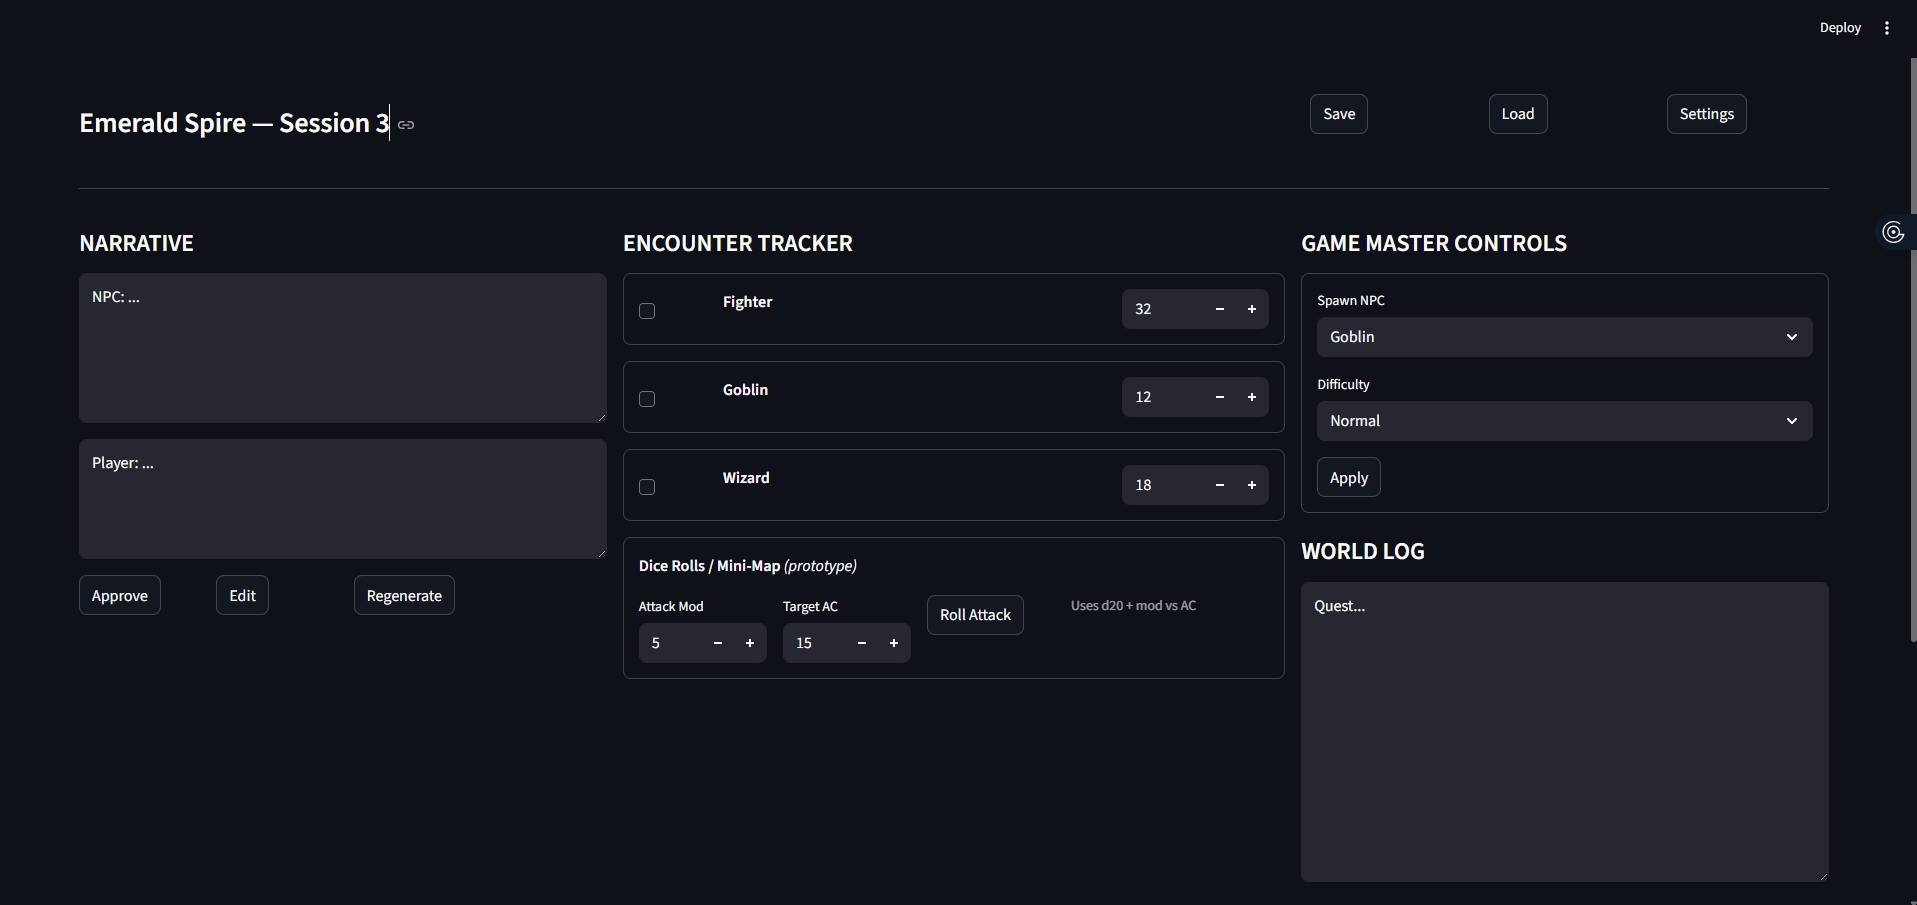 Deploy
Emerald Spire — Session 3
Save
Load
Settings
NARRATIVE
NPC: ...
Player: ...
Approve
Edit
Regenerate
ENCOUNTER TRACKER
Fighter
32
Goblin
12
Wizard
18
Dice Rolls / Mini-Map (prototype)
Attack Mod
5
Target AC
15
Roll Attack
Uses d20 + mod vs AC
GAME MASTER CONTROLS
Spawn NPC
Goblin
Difficulty
Normal
Apply
WORLD LOG
Quest...